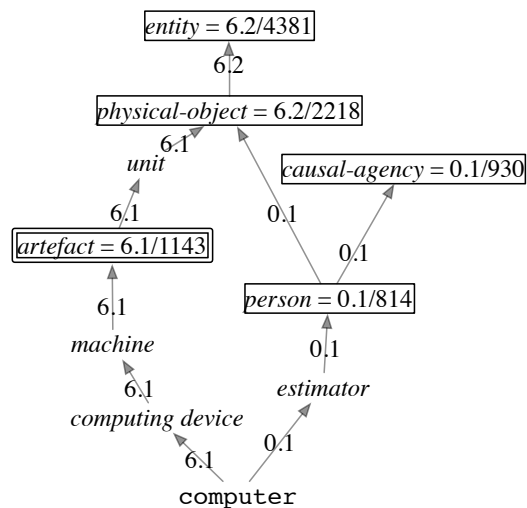 entity = 6.2/4381
6.2
physical-object = 6.2/2218
6.1
unit
causal-agency = 0.1/930
6.1
0.1
0.1
artefact = 6.1/1143
person = 0.1/814
6.1
machine
0.1
6.1
estimator
computing device
6.1
0.1
computer